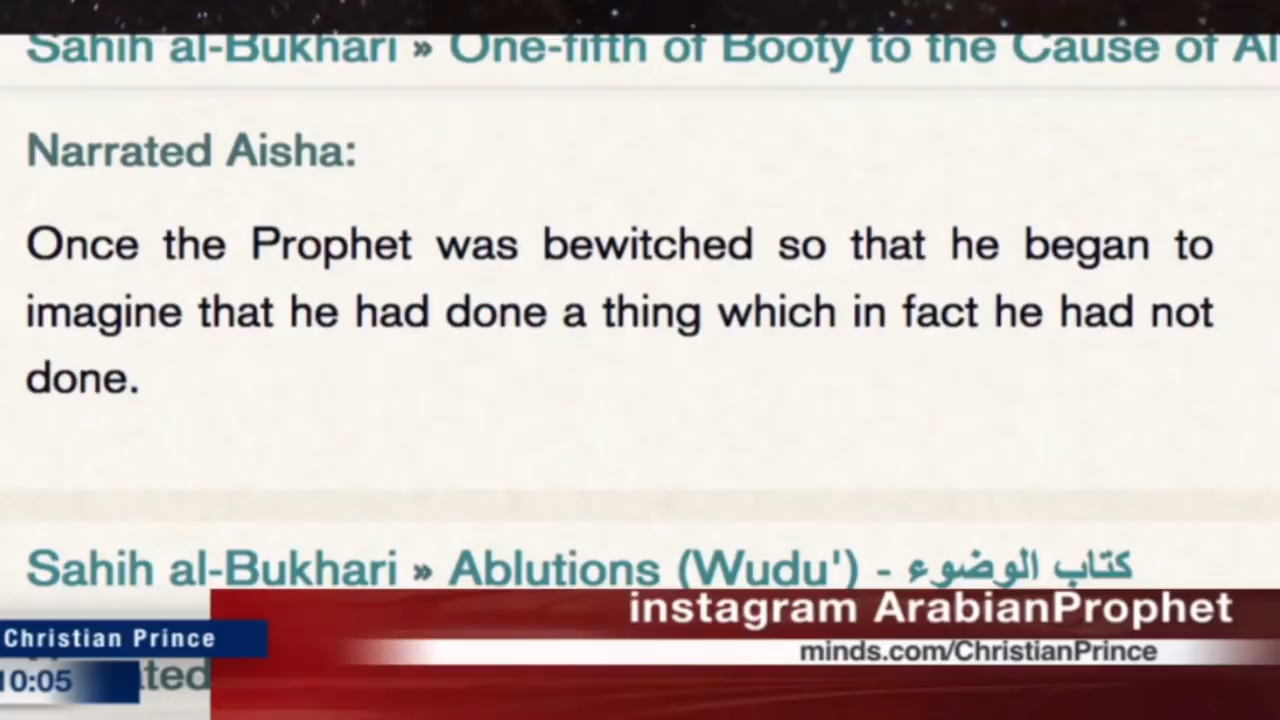 Sahih al-Bukhari » One-fifth of Booty to the Cause of Al
Narrated Aisha:
Once the Prophet was bewitched so that he began to
imagine that he had done a thing which in fact he had not
done.
Sahih al-Bukhari » Ablutions (Wudu') - كتاب الوضوء
instagram ArabianProphet
Christian Prince
minds.com/ChristianPrince
10:05